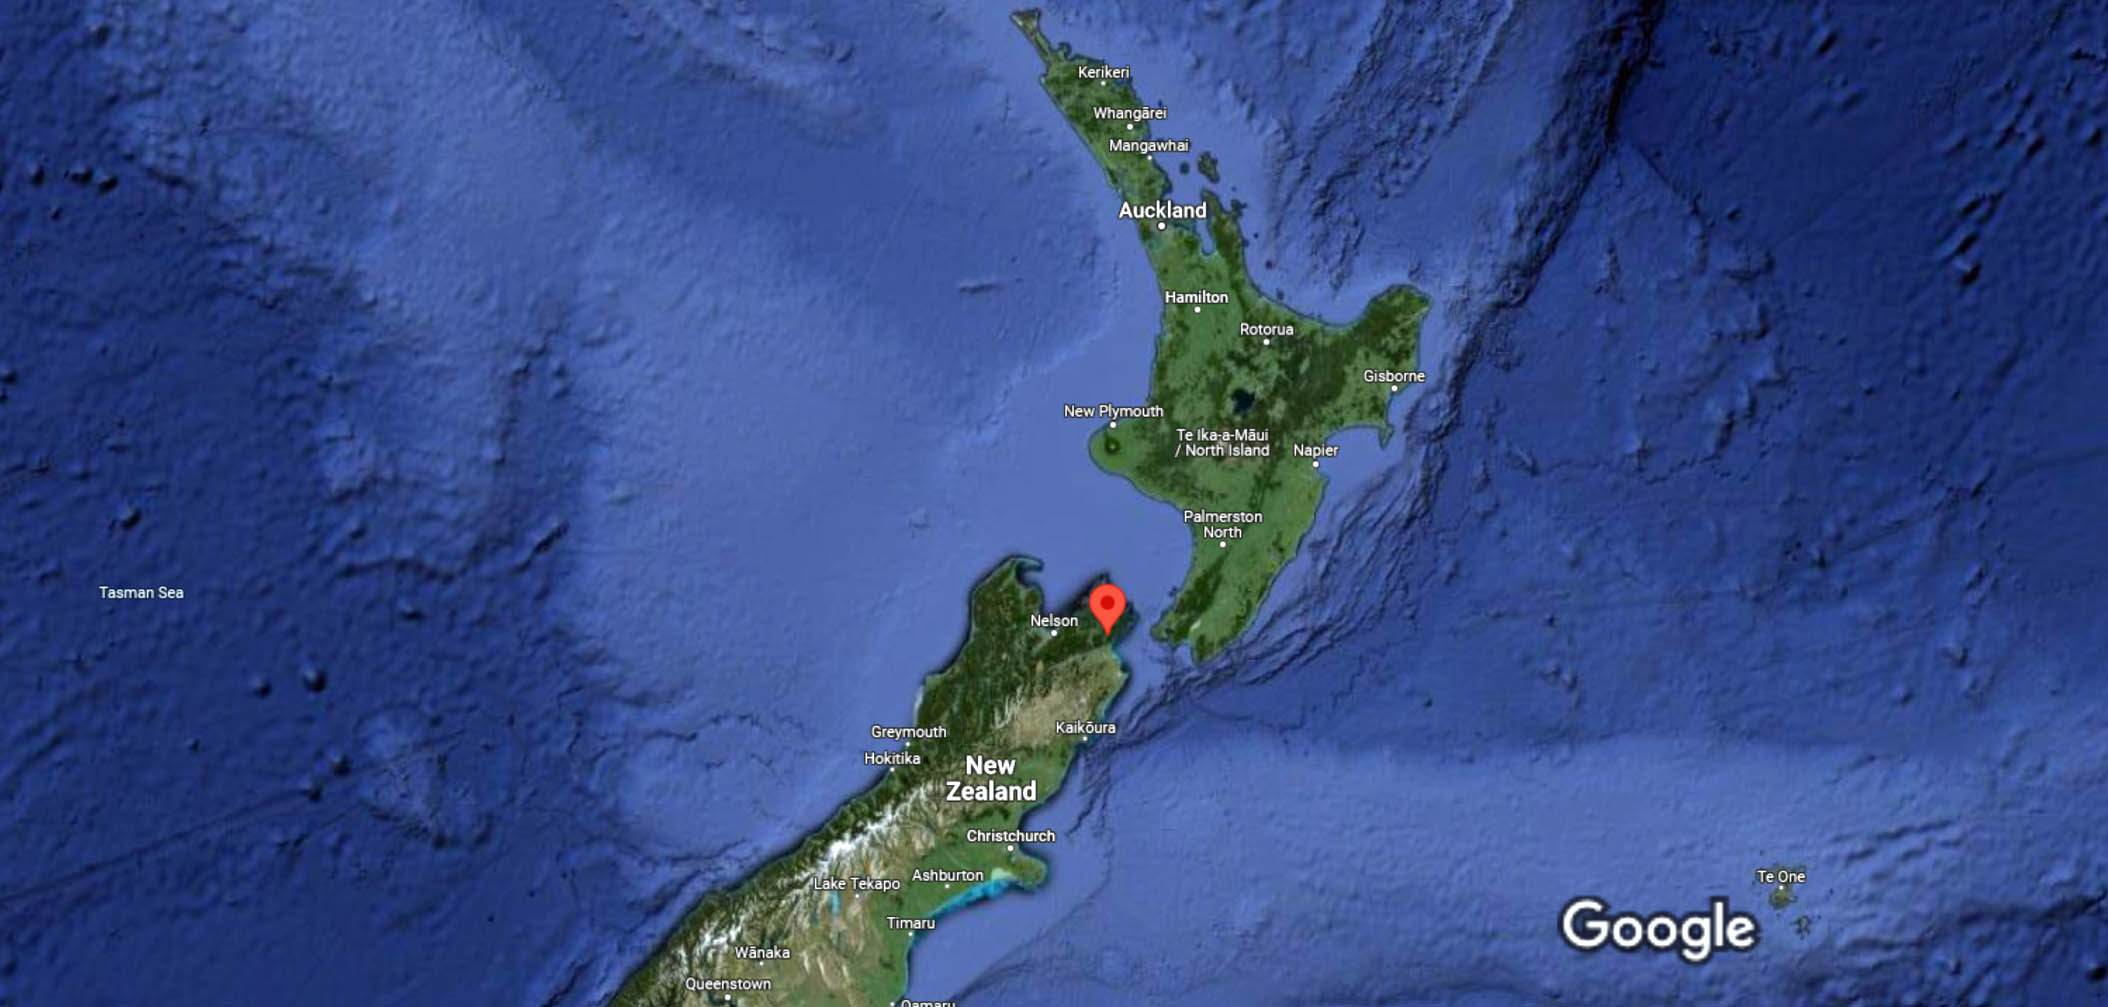 Kerikeri
Whangārei
Mangawhai
Auckland
Hamilton
Rotorua
Gisborne
New Plymouth
Te Ika-a-Māui
/ North Island
Napier
Palmerston
North
Tasman Sea
Nelson
Greymouth
Kaikōura
Hokitika
New
Zealand
Christchurch
Ashburton
Lake Tekapo
Te One
Timaru
Google
Wānaka
Queenstown
Oamaru